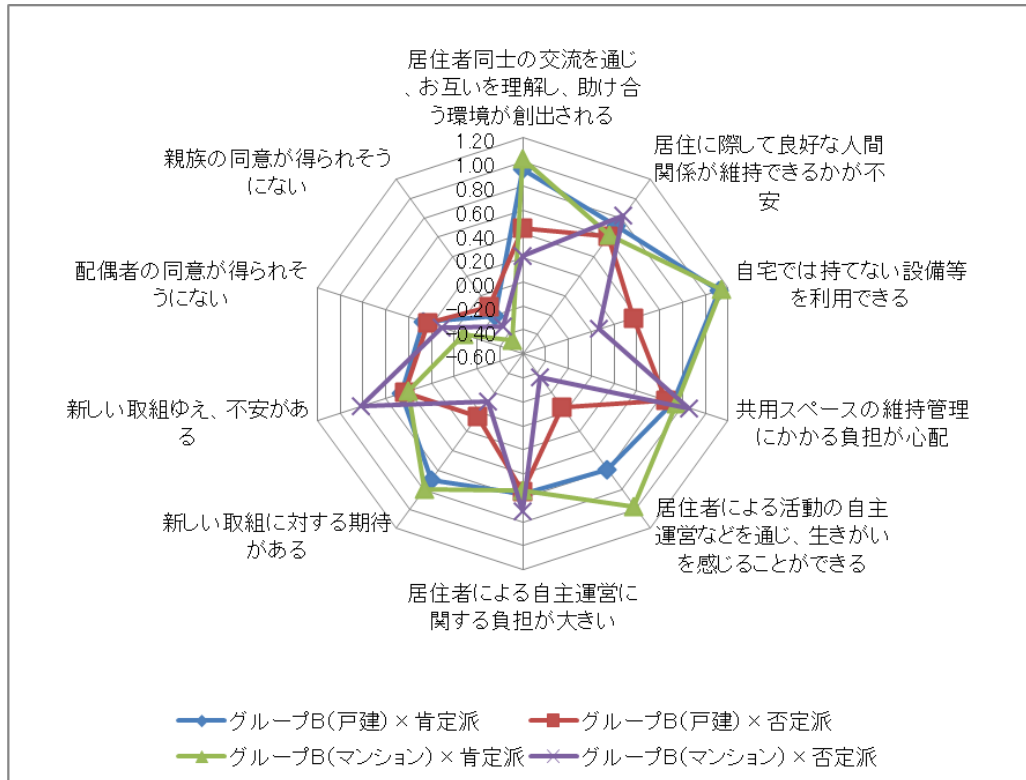 居住者同士の交流を通じ
、お互いを理解し、助け合
う環境が創出される
居住に際して良好な人間
関係が維持できるかが不
安
自宅では持てない設備等
を利用できる
共用スペースの維持管理
にかかる負担が心配
居住者による活動の自主
運営などを通じ、生きがい
を感じることができる
居住者による自主運営に
関する負担が大きい
新しい取組に対する期待
がある
新しい取組ゆえ、不安があ
る
配偶者の同意が得られそ
うにない
親族の同意が得られそう
にない
1.20
1.00
0.80
0.60
0.40
0.20
0.00
-0.20
-0.40
-0.60
グループB(戸建)×肯定派
グループB(戸建)×否定派
グループB(マンション)×肯定派
グループB(マンション)×否定派